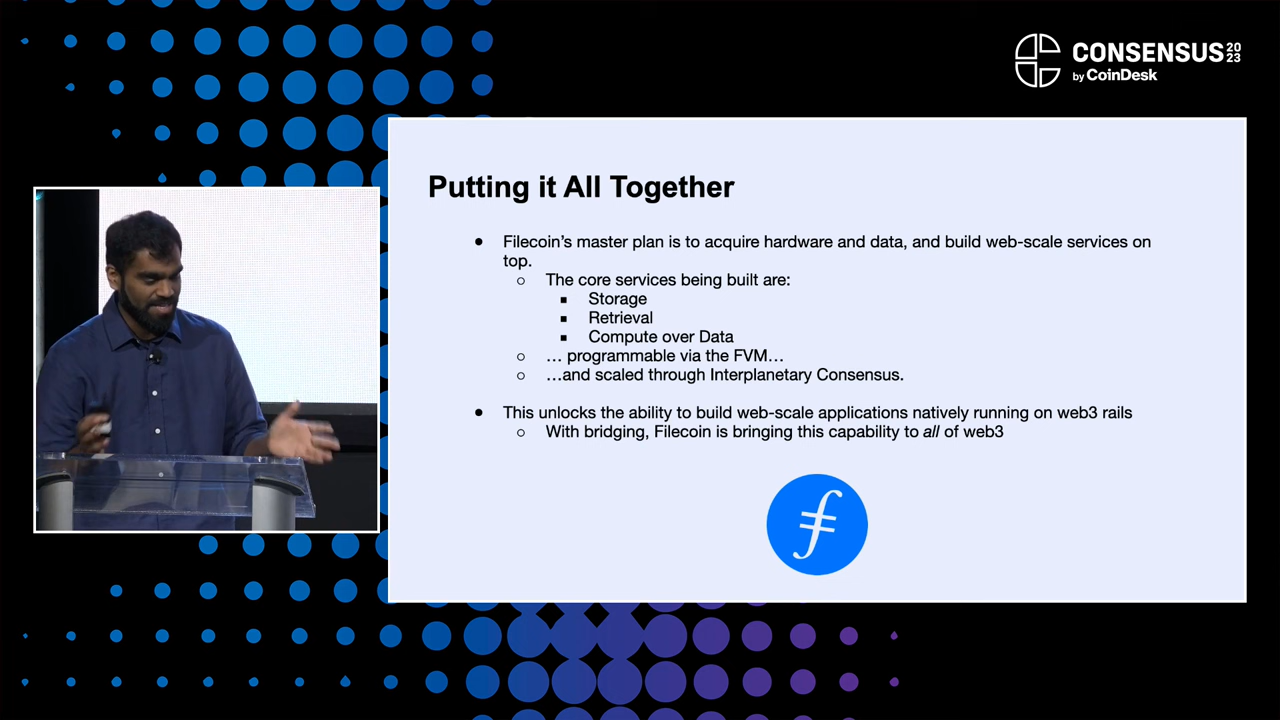 CONSENSUS 20
23
by CoinDesk
Putting it All Together
● Filecoin’s master plan is to acquire hardware and data, and build web-scale services on
top.
○ The core services being built are:
■ Storage
■ Retrieval
■ Compute over Data
○ … programmable via the FVM…
○ …and scaled through Interplanetary Consensus.
● This unlocks the ability to build web-scale applications natively running on web3 rails
○ With bridging, Filecoin is bringing this capability to all of web3